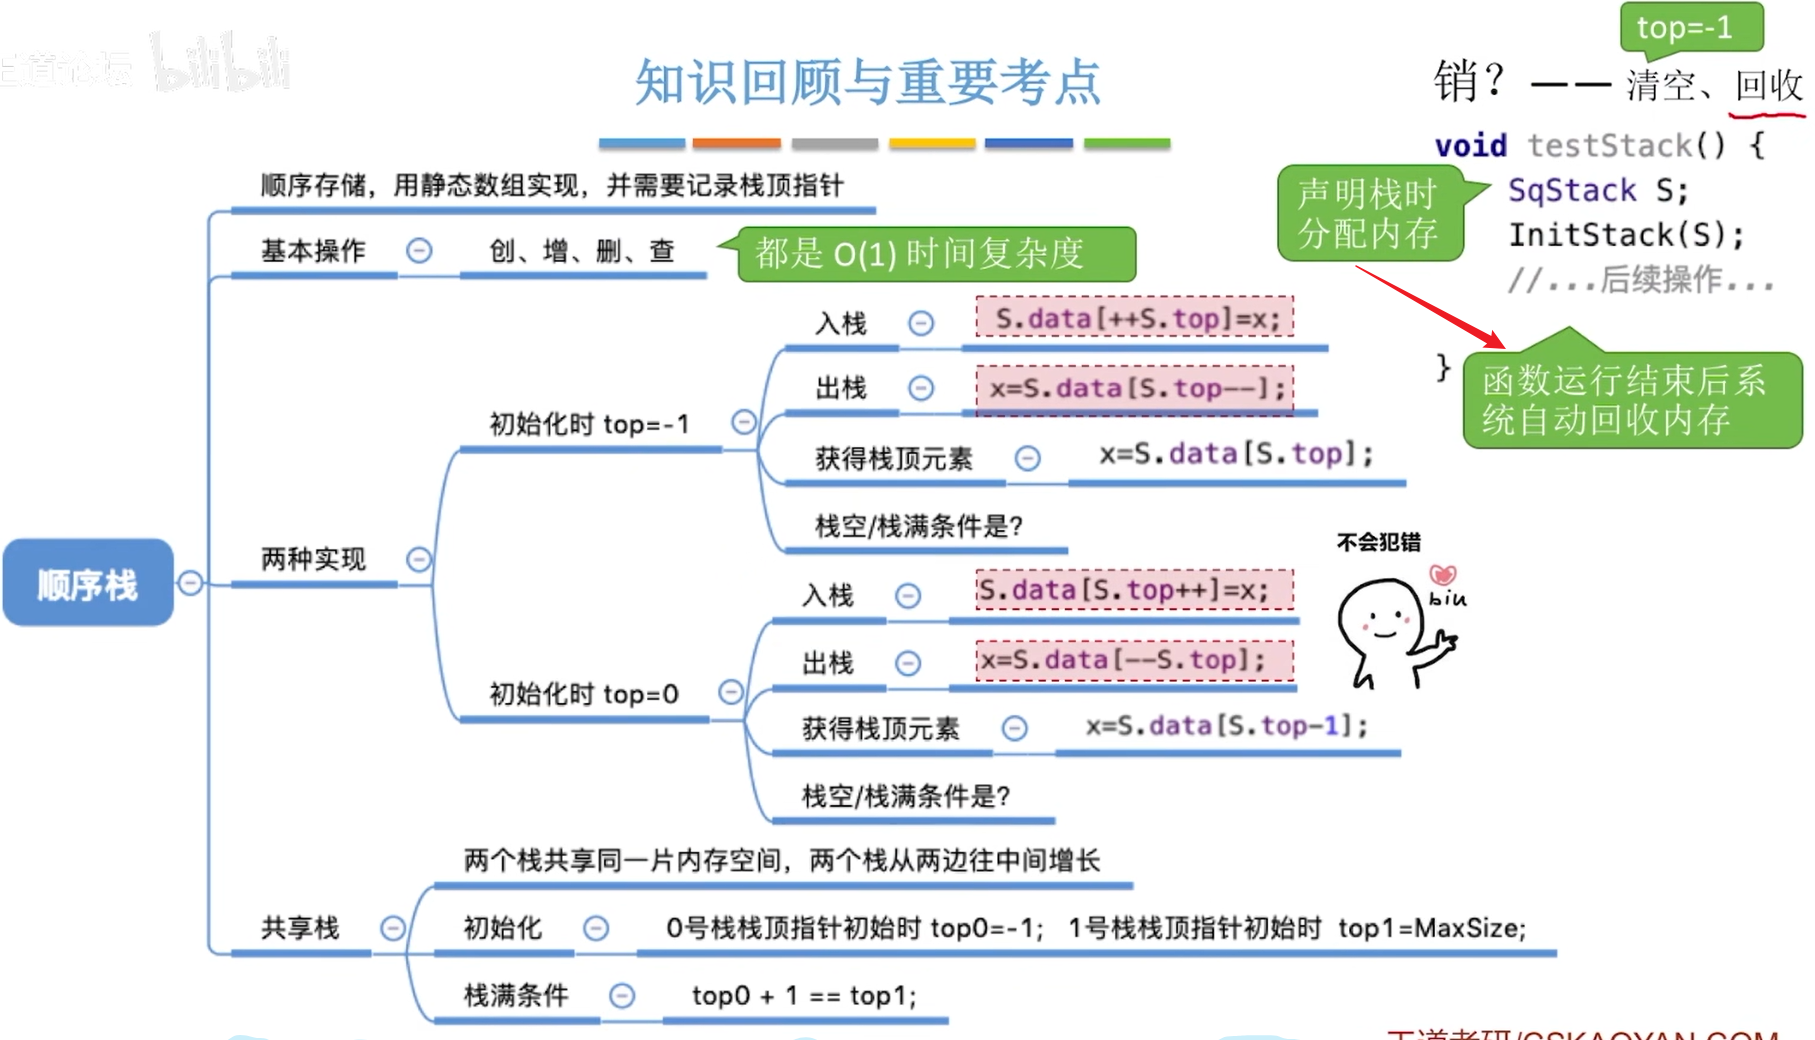 王道论坛 bilibili
知识回顾与重要考点
top=-1
销？—— 清空、回收
void testStack() {
SqStack S;
InitStack(S);
//...后续操作...
}
声明栈时
分配内存
函数运行结束后系
统自动回收内存
顺序栈
顺序存储，用静态数组实现，并需要记录栈顶指针
基本操作
创、增、删、查
都是 O(1) 时间复杂度
两种实现
初始化时 top=-1
入栈
S.data[++S.top]=x;
出栈
x=S.data[S.top--];
获得栈顶元素
x=S.data[S.top];
栈空/栈满条件是?
初始化时 top=0
入栈
S.data[S.top++]=x;
出栈
x=S.data[--S.top];
获得栈顶元素
x=S.data[S.top-1];
栈空/栈满条件是?
不会犯错
biu
共享栈
两个栈共享同一片内存空间，两个栈从两边往中间增长
初始化
0号栈栈顶指针初始时 top0=-1； 1号栈栈顶指针初始时 top1=MaxSize;
栈满条件
top0 + 1 == top1;
王道考研/CSKAOYAN.COM